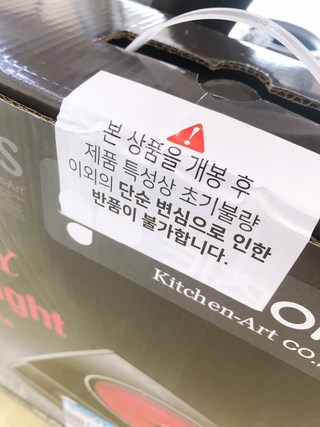 본 상품을 개봉 후
제품 특성상 초기불량
이외의 단순 변심으로 인한
반품이 불가합니다.
Kitchen-Art CO.,